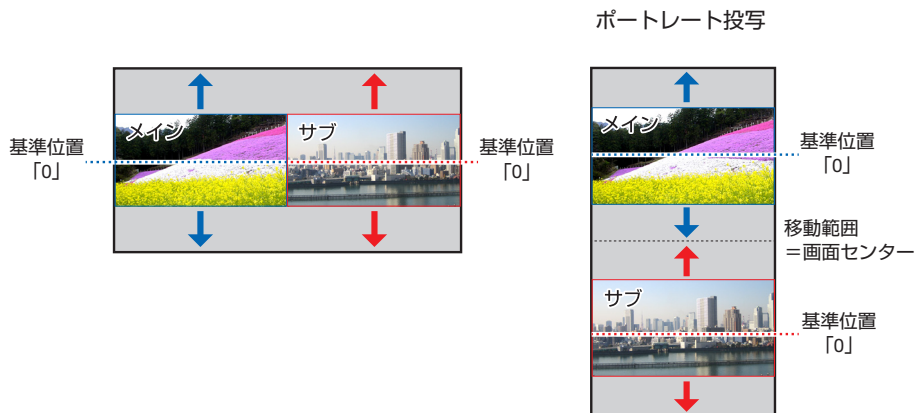 ポートレート投写
メイン
サブ
基準位置
「0」
基準位置
「0」
メイン
基準位置
「0」
移動範囲
＝画面センター
サブ
基準位置
「0」